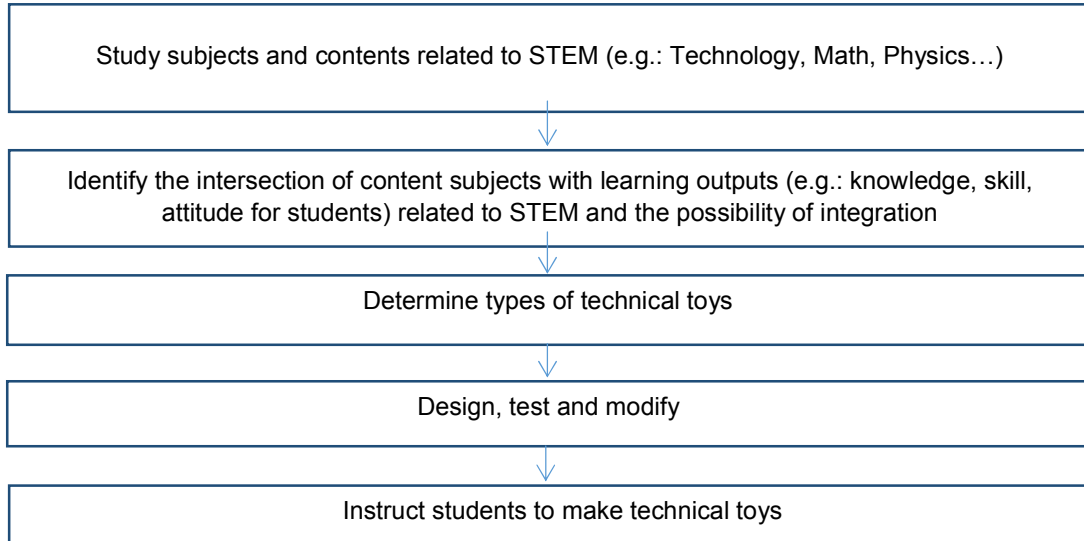 Study subjects and contents related to STEM (e.g.: Technology, Math, Physics…)
Identify the intersection of content subjects with learning outputs (e.g.: knowledge, skill,
attitude for students) related to STEM and the possibility of integration
Determine types of technical toys
Design, test and modify
Instruct students to make technical toys